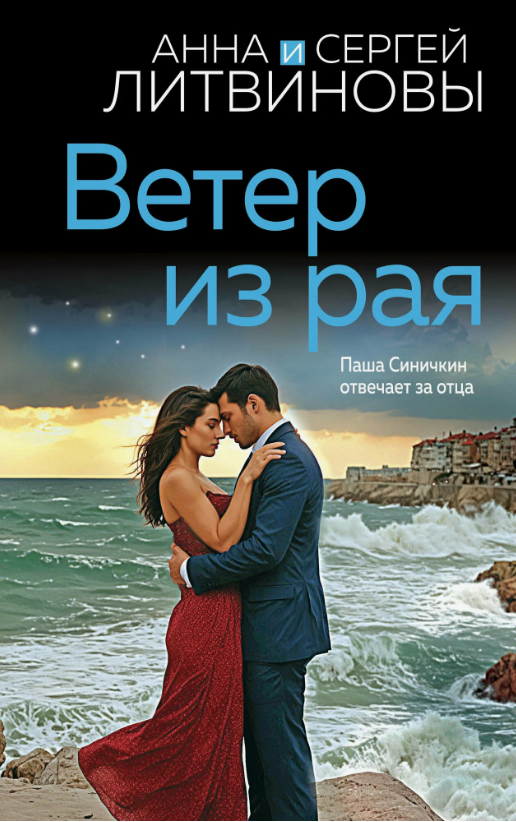 АННА И СЕРГЕЙ
ЛИТВИНОВЫ
Ветер
из рая
Паша Синичкин
отвечает за отца